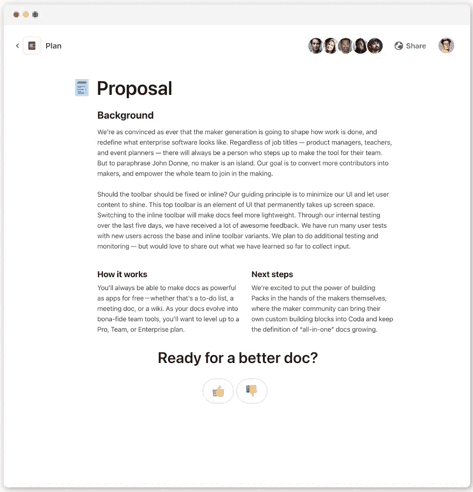 Plan
Share
Proposal
Background
We're as convinced as ever that the maker generation is going to shape how work is done, and
redefine what enterprise software looks like. Regardless of job titles — product managers, teachers,
and event planners — there will always be a person who steps up to make the tool for their team.
But to paraphrase John Donne, no maker is an island. Our goal is to convert more contributors into
makers, and empower the whole team to join in the making.
Should the toolbar should be fixed or inline? Our guiding principle is to minimize our UI and let user
content to shine. This top toolbar is an element of UI that permanently takes up screen space.
Switching to the inline toolbar will make docs feel more lightweight. Through our internal testing
over the last five days, we have received a lot of awesome feedback. We have run many user tests
with new users across the base and inline toolbar variants. We plan to do additional testing and
monitoring -- but would love to share out what we have learned so far to collect input.
How it works
You'll always be able to make docs as powerful
as apps for free—whether that's a to-do list, a
meeting doc, or a wiki. As your docs evolve into
bona-fide team tools, you'll want to level up to a
Pro, Team, or Enterprise plan.
Next steps
We're excited to put the power of building
Packs in the hands of the makers themselves,
where the maker community can bring their
own custom building blocks into Coda and keep
the definition of "all-in-one" docs growing.
Ready for a better doc?